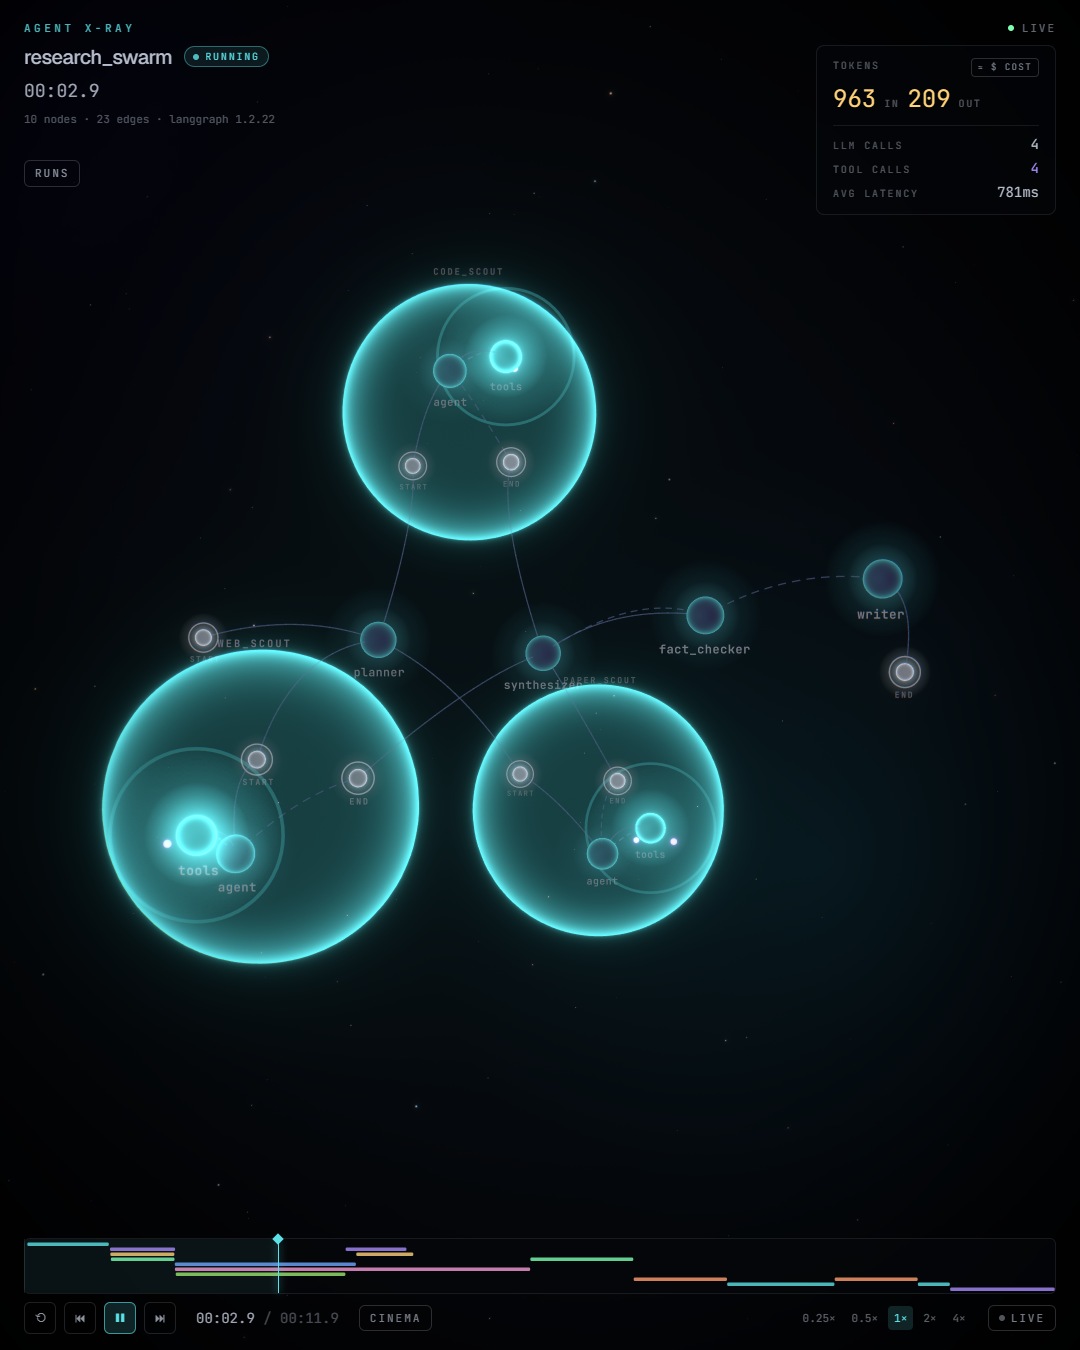 AGENT X-RAY
LIVE
research_swarm
RUNNING
00:02.9
10 nodes · 23 edges · langgraph 1.2.22
RUNS
TOKENS
≈ $ COST
963 IN 209 OUT
LLM CALLS 4
TOOL CALLS 4
AVG LATENCY 781ms
CODE_SCOUT
tools
agent
START
END
writer
fact_checker
END
WEB_SCOUT
planner
synthesizer
PAPER_SCOUT
START
END
tools
agent
START
END
tools
agent
00:02.9 / 00:11.9
CINEMA
0.25× 0.5× 1× 2× 4×
LIVE